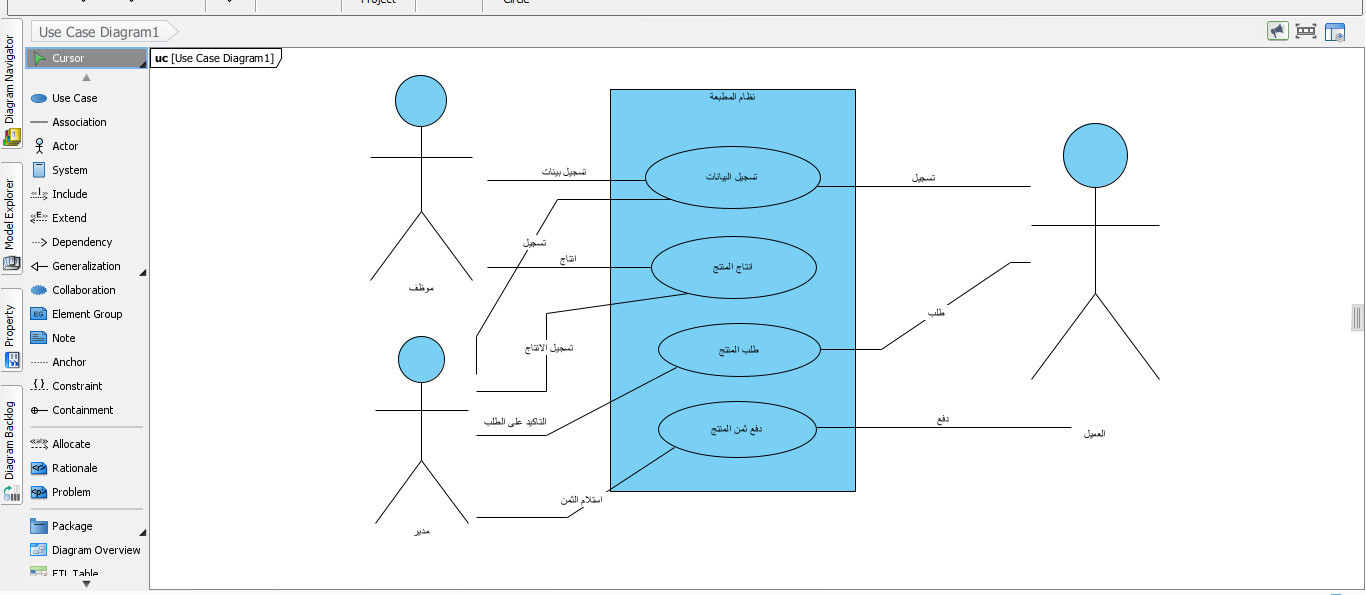 Project
Circle
Use Case Diagram1
Diagram Navigator
Model Explorer
Property
Diagram Backlog
Cursor
Use Case
Association
Actor
System
Include
Extend
Dependency
Generalization
Collaboration
Element Group
Note
Anchor
Constraint
Containment
Allocate
Rationale
Problem
Package
Diagram Overview
ETL Table
uc [Use Case Diagram1]
نظام المطبعة
تسجيل بينات
تسجيل البيانات
تسجيل
تسجيل
انتاج
انتاج المنتج
موظف
طلب
تسجيل الانتاج
طلب المنتج
التاكيد على الطلب
دفع ثمن المنتج
دفع
العميل
استلام الثمن
مدير